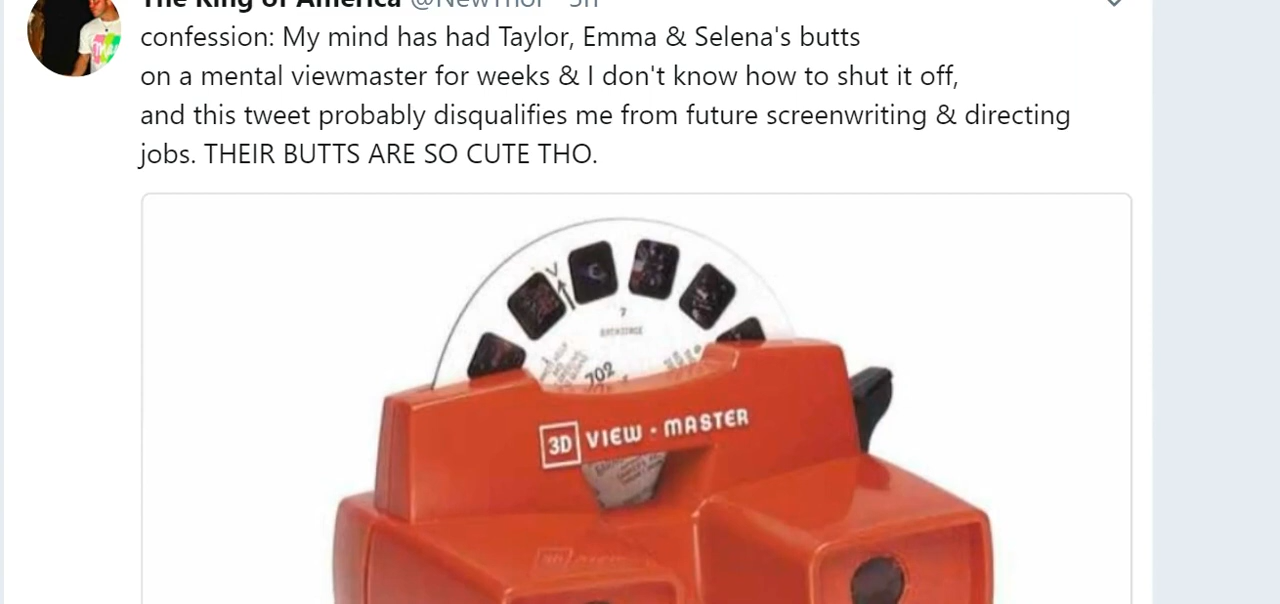 The King of America @NewThor · 5h
confession: My mind has had Taylor, Emma & Selena's butts
on a mental viewmaster for weeks & I don't know how to shut it off,
and this tweet probably disqualifies me from future screenwriting & directing
jobs. THEIR BUTTS ARE SO CUTE THO.
7
702
3D VIEW·MASTER